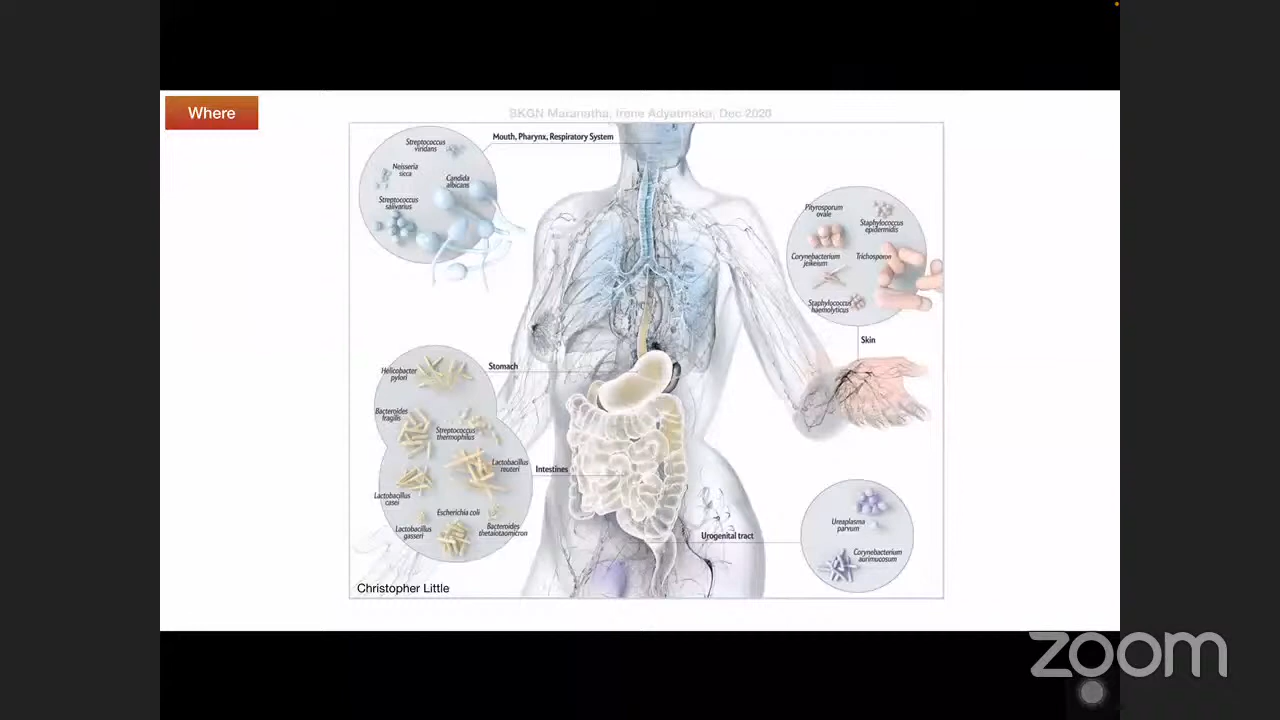 Where
SKGN Maranatha, Irene Adyatmaka, Dec 2020
Mouth, Pharynx, Respiratory System
Streptococcus
viridans
Neisseria
sicca
Candida
albicans
Streptococcus
salivarius
Pityrosporum
ovale
Staphylococcus
epidermidis
Corynebacterium
jeikeium
Trichosporon
Staphylococcus
haemolyticus
Skin
Stomach
Helicobacter
pylori
Bacteroides
fragilis
Streptococcus
thermophilus
Lactobacillus
reuteri
Intestines
Lactobacillus
casei
Escherichia coli
Lactobacillus
gasseri
Bacteroides
thetaiotaomicron
Urogenital tract
Ureaplasma
parvum
Corynebacterium
aurimucosum
Christopher Little
zoom